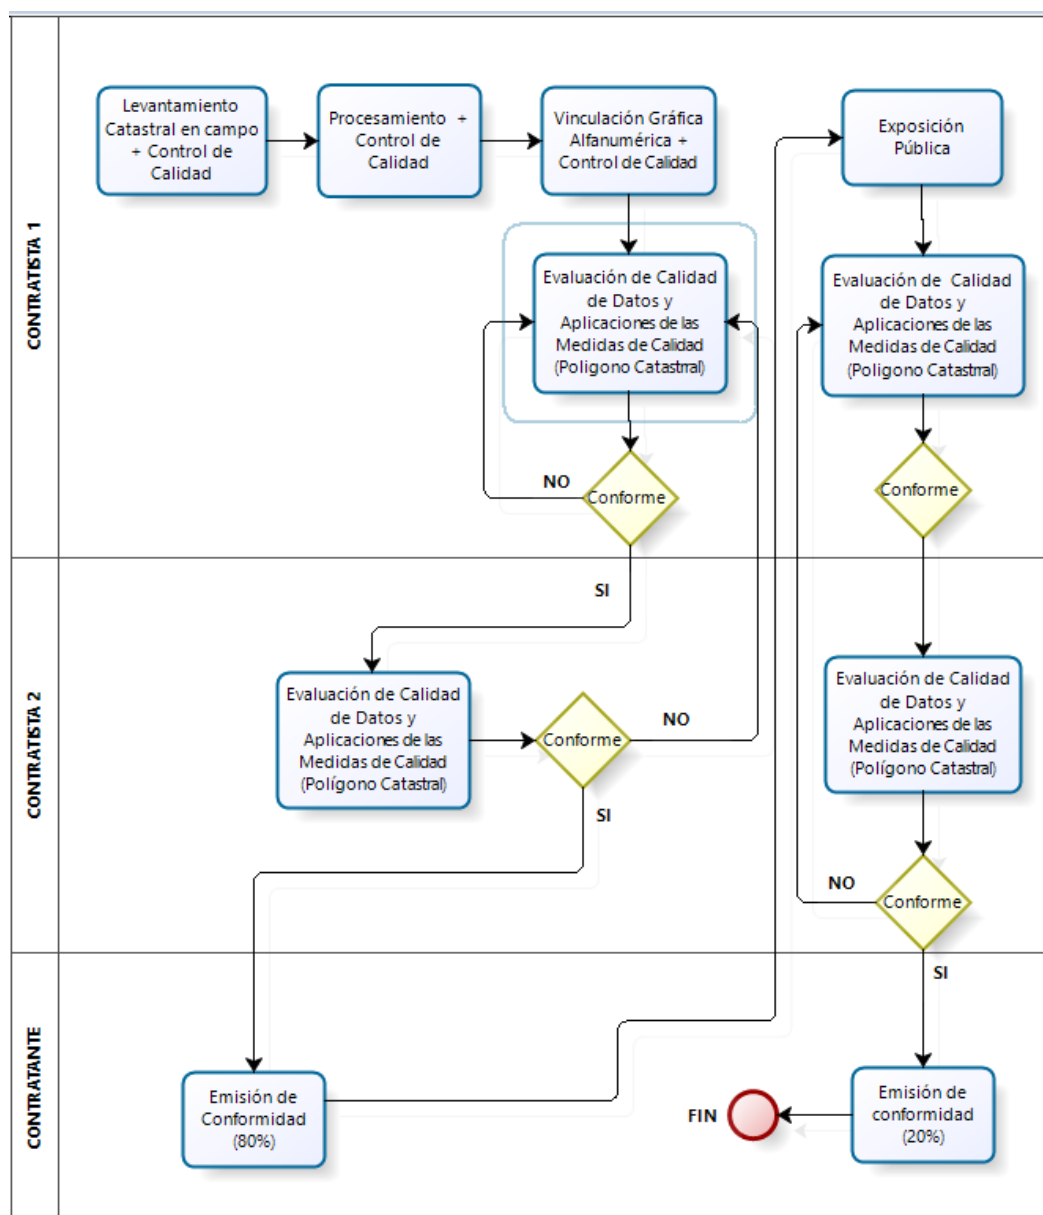 CONTRATISTA 1
Levantamiento
Catastral en campo
+ Control de
Calidad
Procesamiento +
Control de
Calidad
Vinculación Gráfica
Alfanumérica +
Control de Calidad
Exposición
Pública
Evaluación de Calidad
de Datos y
Aplicaciones de las
Medidas de Calidad
(Poligono Catastrral)
Evaluación de Calidad
de Datos y
Aplicaciones de las
Medidas de Calidad
(Poligono Catastrral)
NO
Conforme
Conforme
CONTRATISTA 2
SI
Evaluación de Calidad
de Datos y
Aplicaciones de las
Medidas de Calidad
(Polígono Catastral)
Conforme
NO
SI
Evaluación de Calidad
de Datos y
Aplicaciones de las
Medidas de Calidad
(Polígono Catastral)
NO
Conforme
CONTRATANTE
SI
Emisión de
Conformidad
(80%)
FIN
Emisión de
conformidad
(20%)